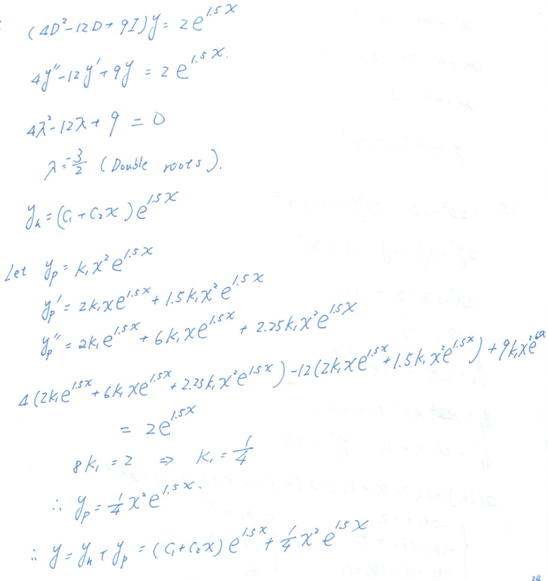 (4D²-12D+9I)y = 2e^{1.5x}
4y''-12y'+9y = 2e^{1.5x}.
4λ²-12λ+9 = 0
λ=3/2 (Double roots).
y_h=(c₁+c₂x)e^{1.5x}
Let y_p=k₁x²e^{1.5x}
y_p'=2k₁xe^{1.5x}+1.5k₁x²e^{1.5x}
y_p''=2k₁e^{1.5x}+6k₁xe^{1.5x}+2.25k₁x²e^{1.5x}
4(2k₁e^{1.5x}+6k₁xe^{1.5x}+2.25k₁x²e^{1.5x})-12(2k₁xe^{1.5x}+1.5k₁x²e^{1.5x})+9k₁x²e^{1.5x}
= 2e^{1.5x}
8k₁=2 ⇒ k₁=1/4
∴ y_p=1/4x²e^{1.5x}.
∴ y=y_h+y_p=(c₁+c₂x)e^{1.5x}+1/4x²e^{1.5x}